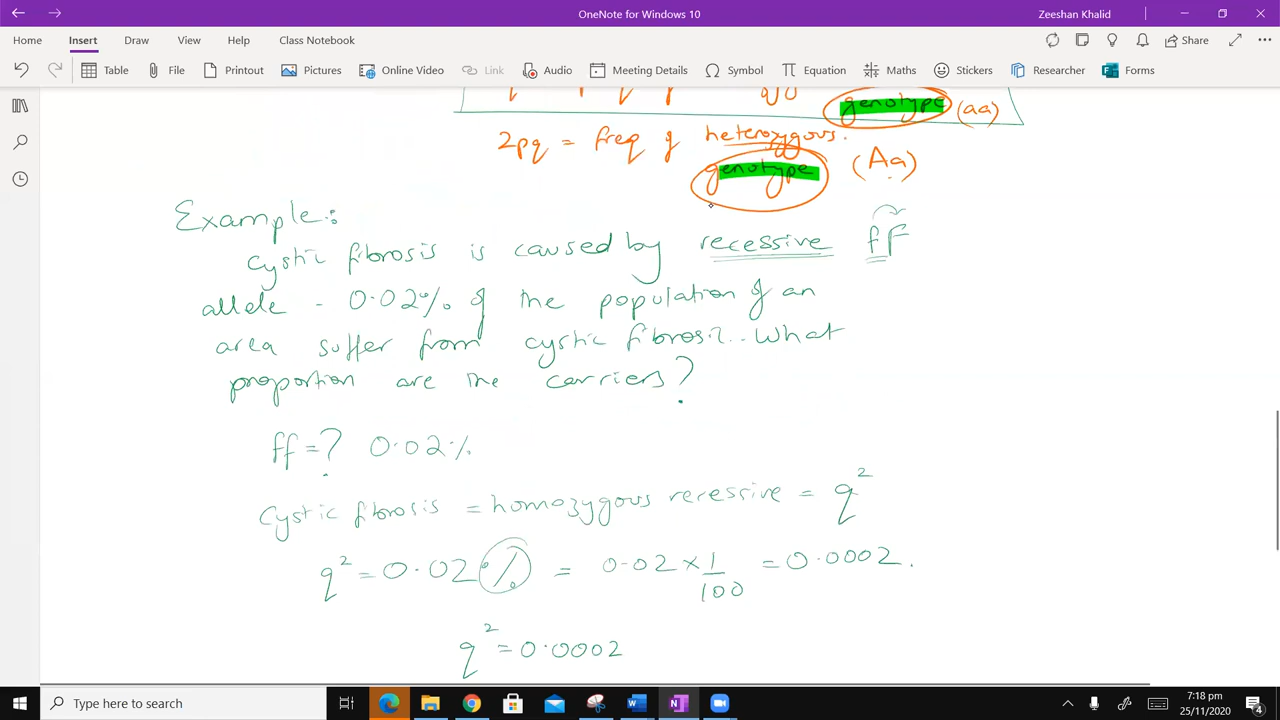 OneNote for Windows 10
Zeeshan Khalid
Home Insert Draw View Help Class Notebook
Share
Table File Printout Pictures Online Video Link Audio Meeting Details Symbol Equation Maths Stickers Researcher Forms
genotype (aa)
2pq = freq of heterozygous.
genotype (Aa)
Example:
Cystic fibrosis is caused by recessive fF
allele - 0.02% of the population of an
area suffer from cystic fibrosis. What
proportion are the carriers?
ff = ? 0.02%
Cystic fibrosis = homozygous recessive = q²
q² = 0.02% = 0.02 × 1/100 = 0.0002.
q² = 0.0002
Type here to search
7:18 pm
25/11/2020
4